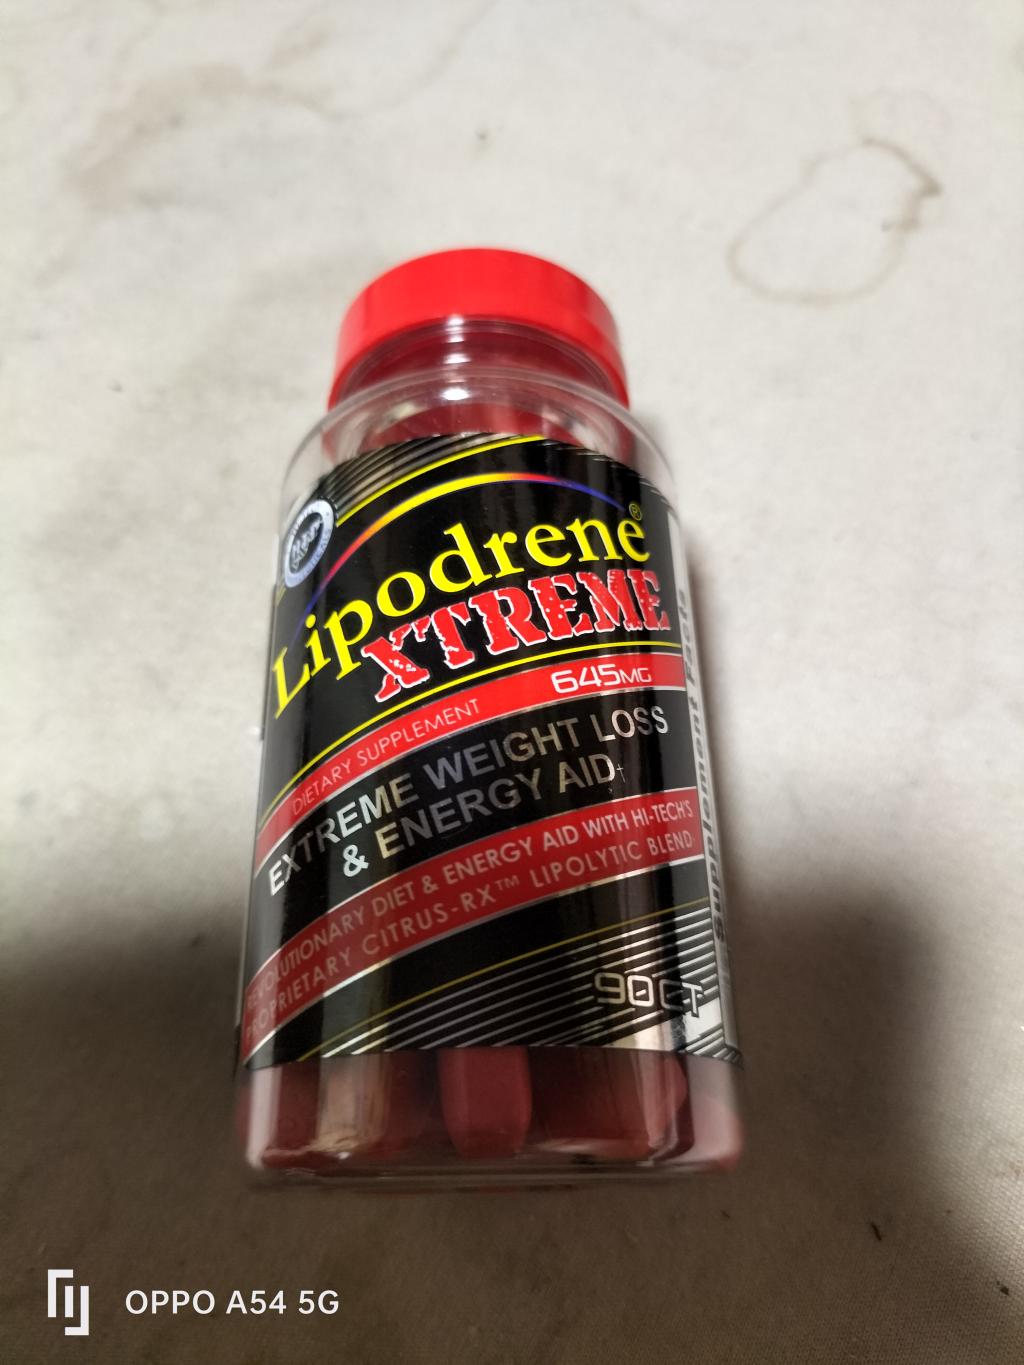 Lipodrene®
XTREME
645MG
DIETARY SUPPLEMENT
EXTREME WEIGHT LOSS
& ENERGY AID†
REVOLUTIONARY DIET & ENERGY AID WITH HI-TECH'S
PROPRIETARY CITRUS-RX™ LIPOLYTIC BLEND
90CT
Supplement Facts
OPPO A54 5G